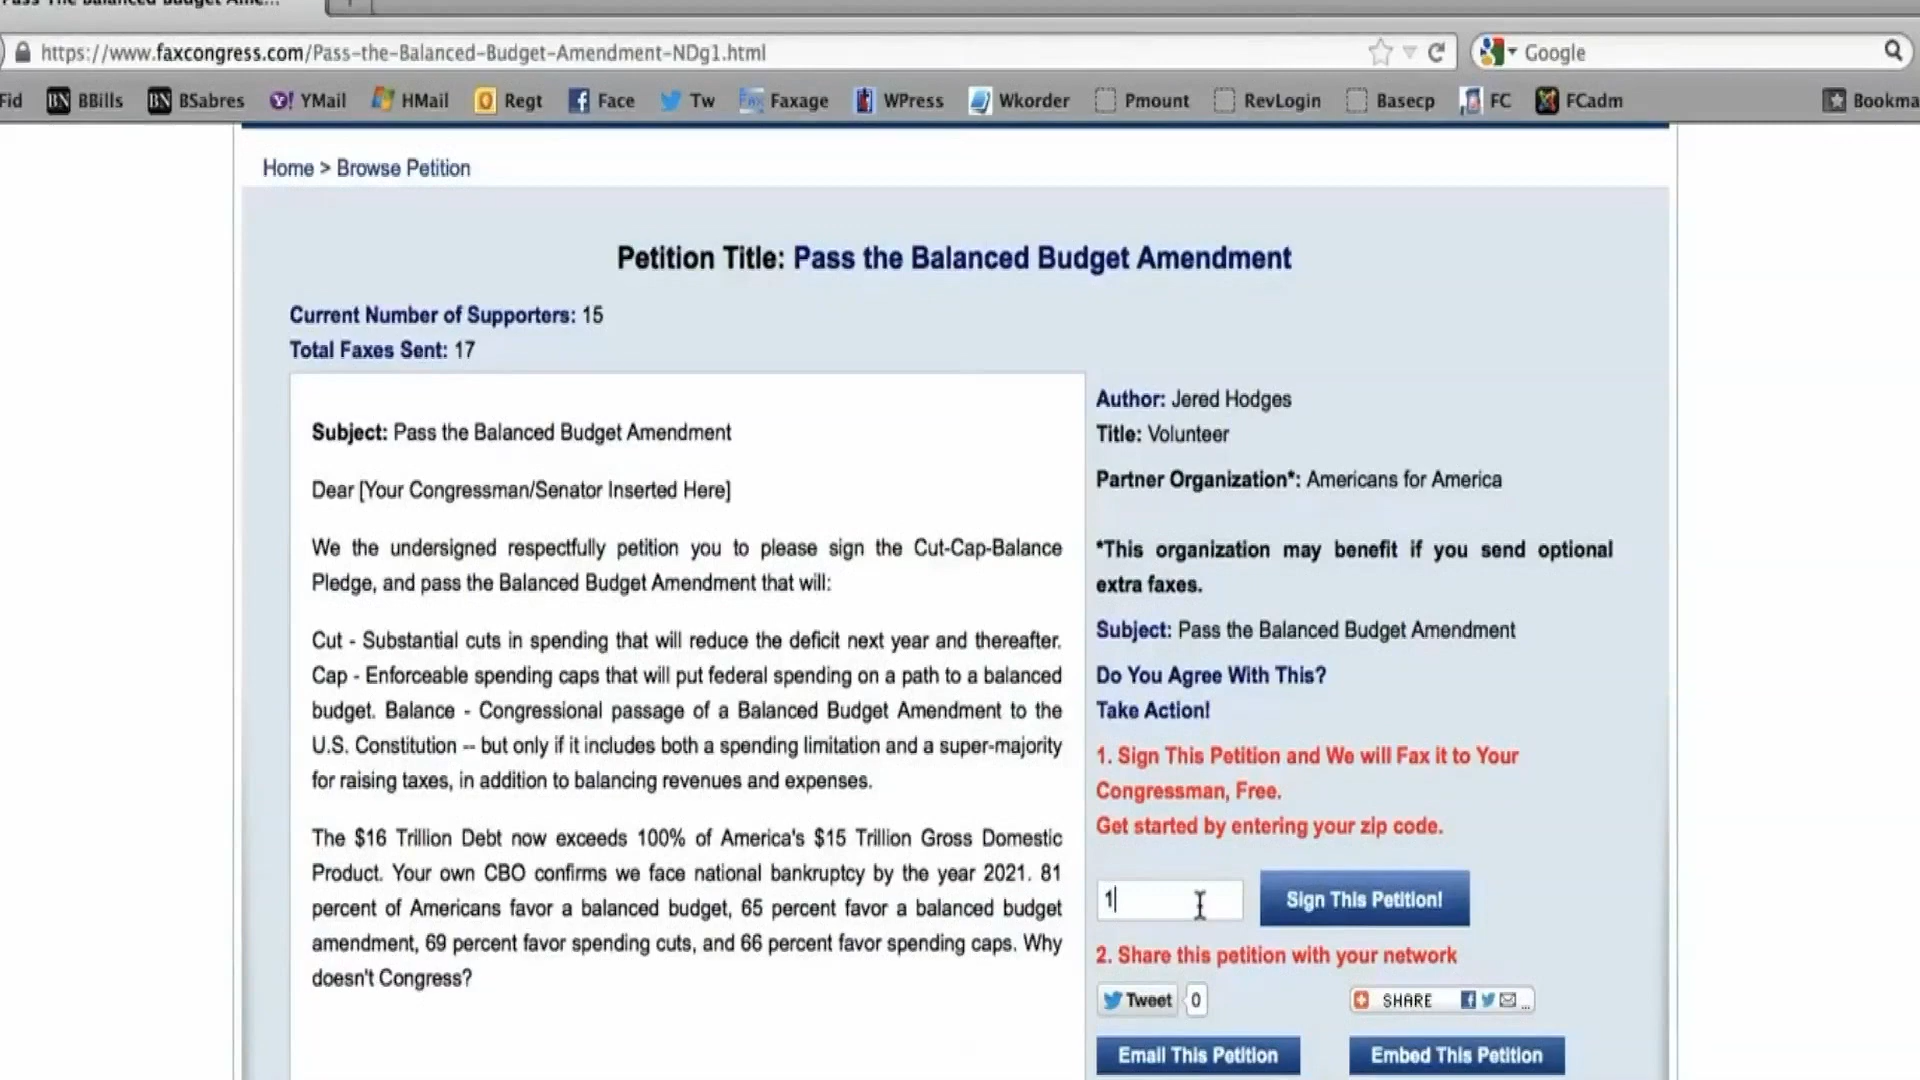 https://www.faxcongress.com/Pass-the-Balanced-Budget-Amendment-NDg1.html
Google
Fid BBills BSabres YMail HMail Regt Face Tw Faxage WPress Wkorder Pmount RevLogin Basecp FC FCadm Bookma
Home > Browse Petition
Petition Title: Pass the Balanced Budget Amendment
Current Number of Supporters: 15
Total Faxes Sent: 17
Subject: Pass the Balanced Budget Amendment
Dear [Your Congressman/Senator Inserted Here]
We the undersigned respectfully petition you to please sign the Cut-Cap-Balance
Pledge, and pass the Balanced Budget Amendment that will:
Cut - Substantial cuts in spending that will reduce the deficit next year and thereafter.
Cap - Enforceable spending caps that will put federal spending on a path to a balanced
budget. Balance - Congressional passage of a Balanced Budget Amendment to the
U.S. Constitution -- but only if it includes both a spending limitation and a super-majority
for raising taxes, in addition to balancing revenues and expenses.
The $16 Trillion Debt now exceeds 100% of America's $15 Trillion Gross Domestic
Product. Your own CBO confirms we face national bankruptcy by the year 2021. 81
percent of Americans favor a balanced budget, 65 percent favor a balanced budget
amendment, 69 percent favor spending cuts, and 66 percent favor spending caps. Why
doesn't Congress?
Author: Jered Hodges
Title: Volunteer
Partner Organization*: Americans for America
*This organization may benefit if you send optional
extra faxes.
Subject: Pass the Balanced Budget Amendment
Do You Agree With This?
Take Action!
1. Sign This Petition and We will Fax it to Your
Congressman, Free.
Get started by entering your zip code.
1
Sign This Petition!
2. Share this petition with your network
Tweet 0
SHARE
Email This Petition
Embed This Petition